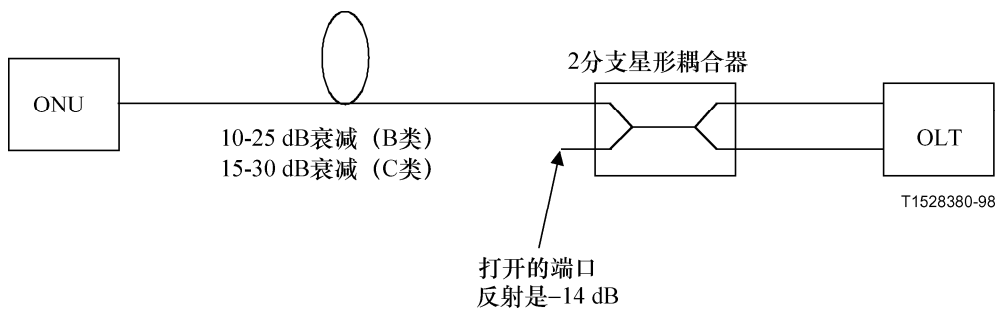 2分支星形耦合器
ONU
10-25 dB衰减（B类）
15-30 dB衰减（C类）
OLT
T1528380-98
打开的端口
反射是–14 dB